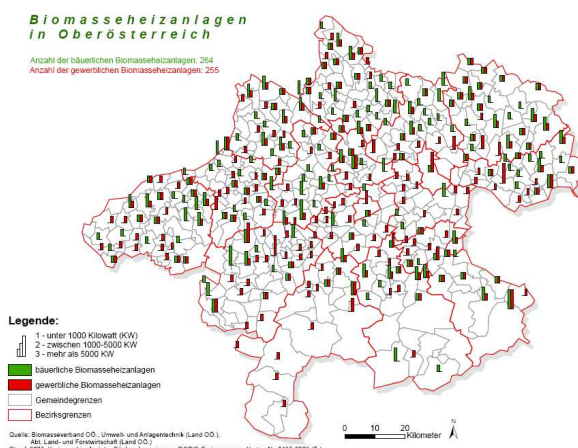 Biomasseheizanlagen
in Oberösterreich
Anzahl der bäuerlichen Biomasseheizanlagen: 264
Anzahl der gewerblichen Biomasseheizanlagen: 255
Legende:
1 - unter 1000 Kilowatt (KW)
2 - zwischen 1000-5000 KW
3 - mehr als 5000 KW
bäuerliche Biomasseheizanlagen
gewerbliche Biomasseheizanlagen
Gemeindegrenzen
Bezirksgrenzen
0 10 20
Kilometer
N
Quelle: Biomasseverband OÖ., Umwelt- und Anlagentechnik (Land OÖ.),
Abt. Land- und Forstwirtschaft (Land OÖ.)